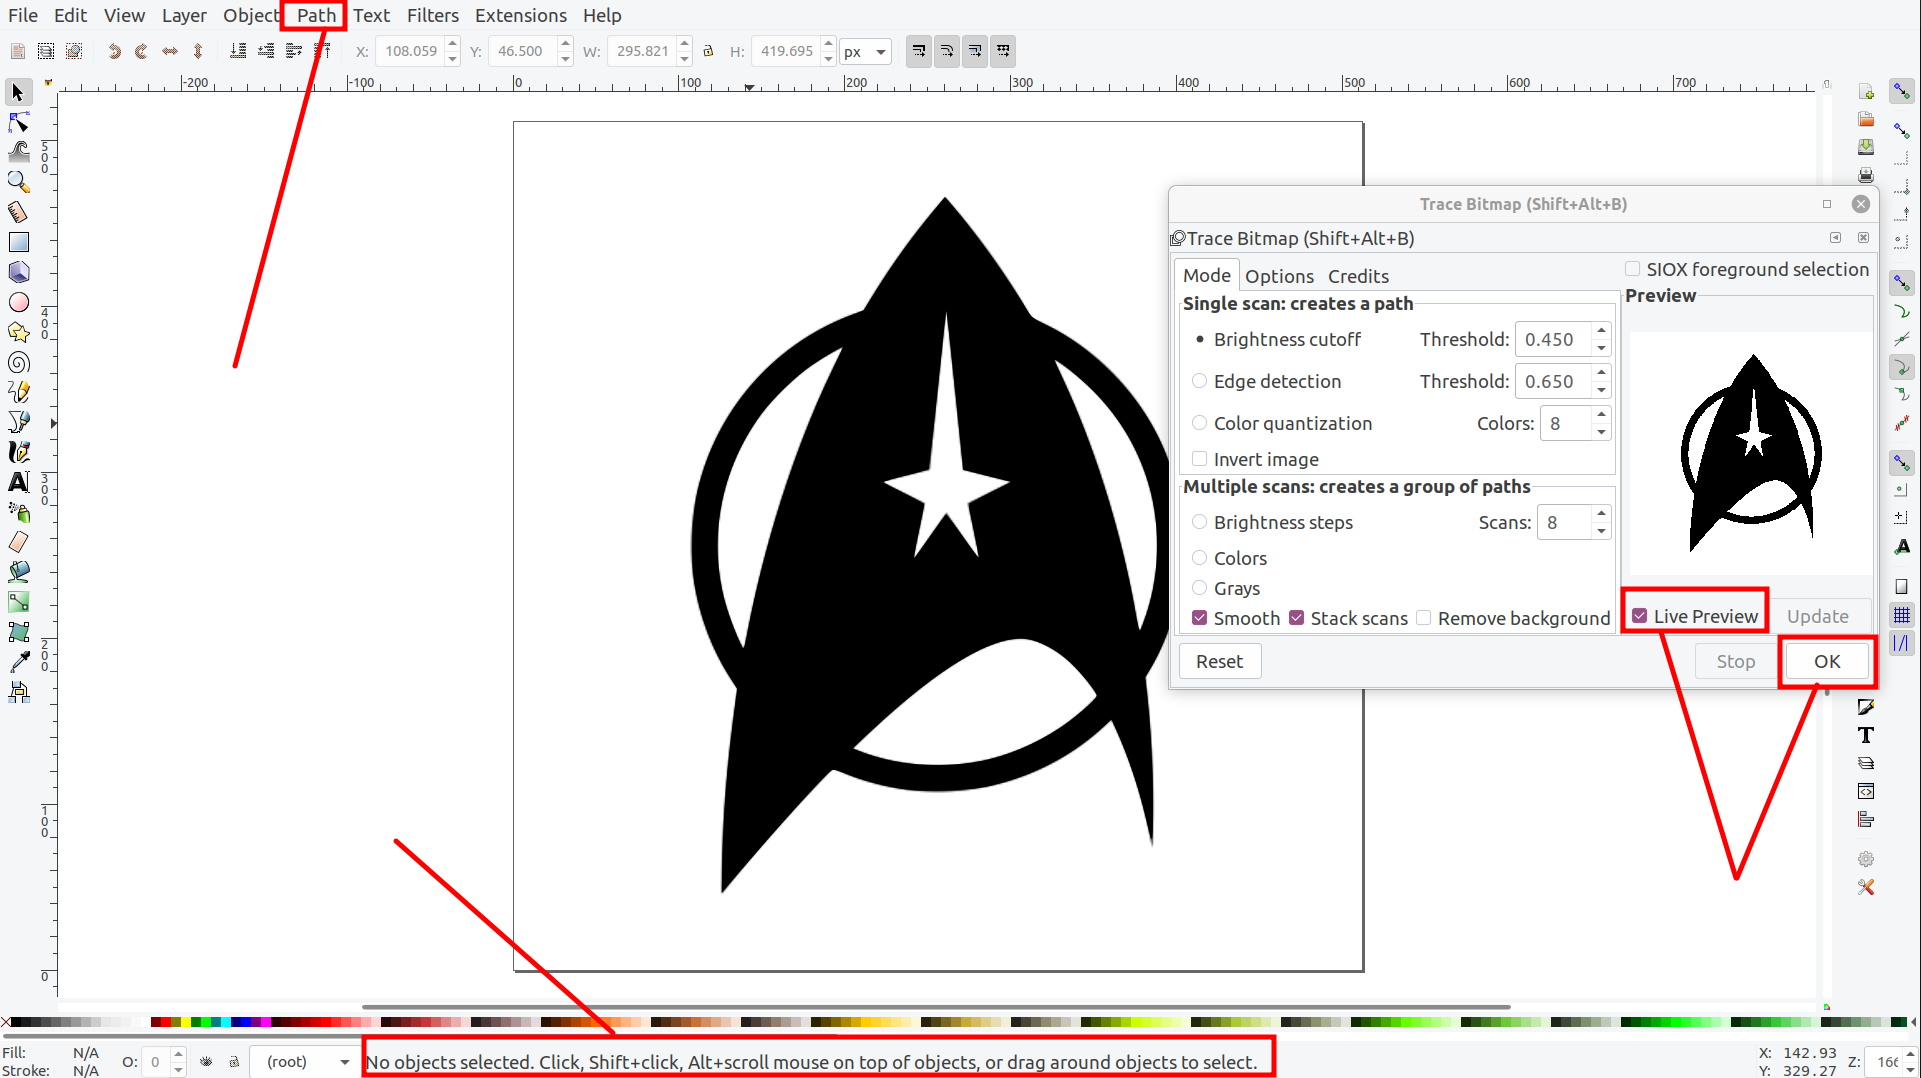 File Edit View Layer Object Path Text Filters Extensions Help
X: 108.059 Y: 46.500 W: 295.821 H: 419.695 px
-200 -100 0 100 200 300 400 500 600 700
500
400
300
200
100
0
Trace Bitmap (Shift+Alt+B)
Trace Bitmap (Shift+Alt+B)
Mode Options Credits
SIOX foreground selection
Single scan: creates a path
Preview
Brightness cutoff Threshold: 0.450
Edge detection Threshold: 0.650
Color quantization Colors: 8
Invert image
Multiple scans: creates a group of paths
Brightness steps Scans: 8
Colors
Grays
Smooth Stack scans Remove background
Live Preview Update
Reset Stop OK
Fill: N/A
Stroke: N/A
O: 0
(root)
No objects selected. Click, Shift+click, Alt+scroll mouse on top of objects, or drag around objects to select.
X: 142.93
Y: 329.27
Z: 166